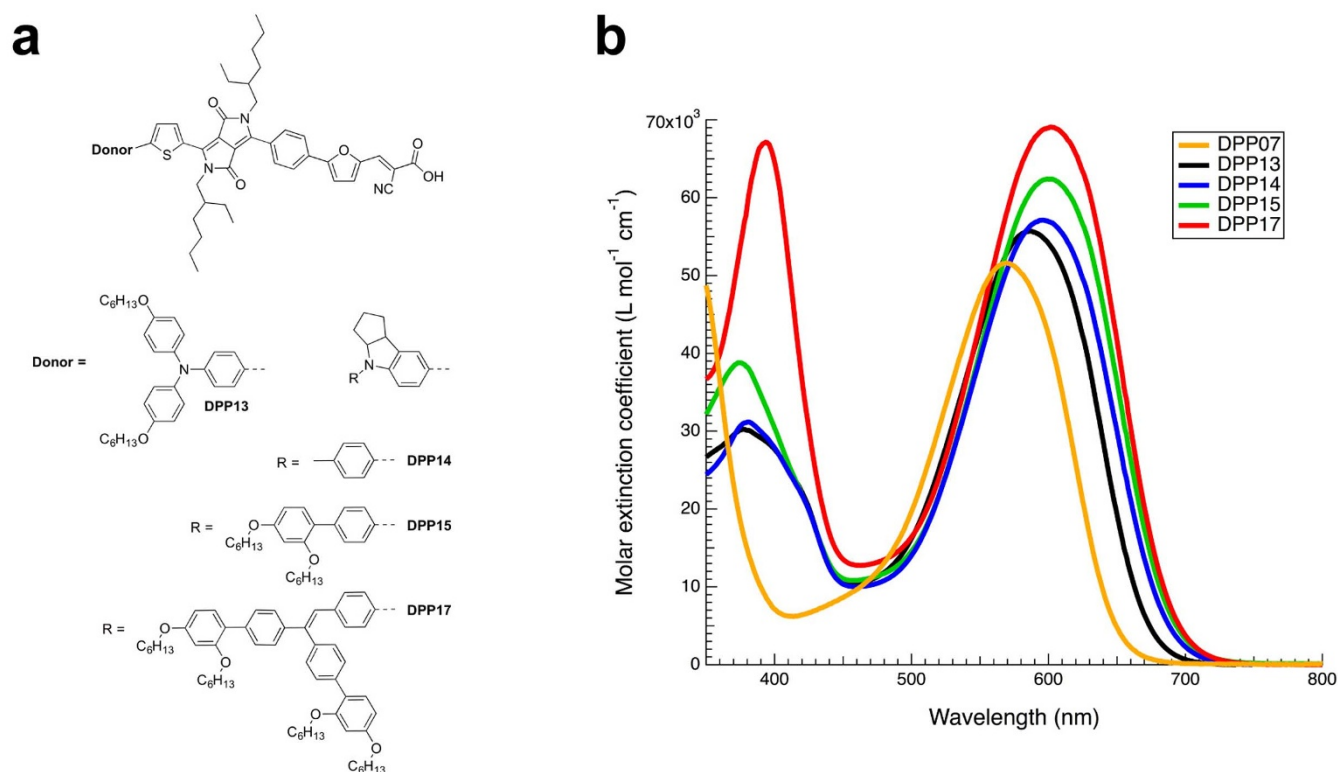 a
O
N
Donor
S
N
O
O
O
OH
NC
C6H13O
Donor =
N
DPP13
C6H13O
N
R
R =
DPP14
R =
DPP15
O
C6H13
O
C6H13
R =
DPP17
O
C6H13
O
C6H13
O
C6H13
O
C6H13
b
70x10³
60
50
40
30
20
10
0
Molar extinction coefficient (L mol⁻¹ cm⁻¹)
400
500
600
700
800
Wavelength (nm)
DPP07
DPP13
DPP14
DPP15
DPP17